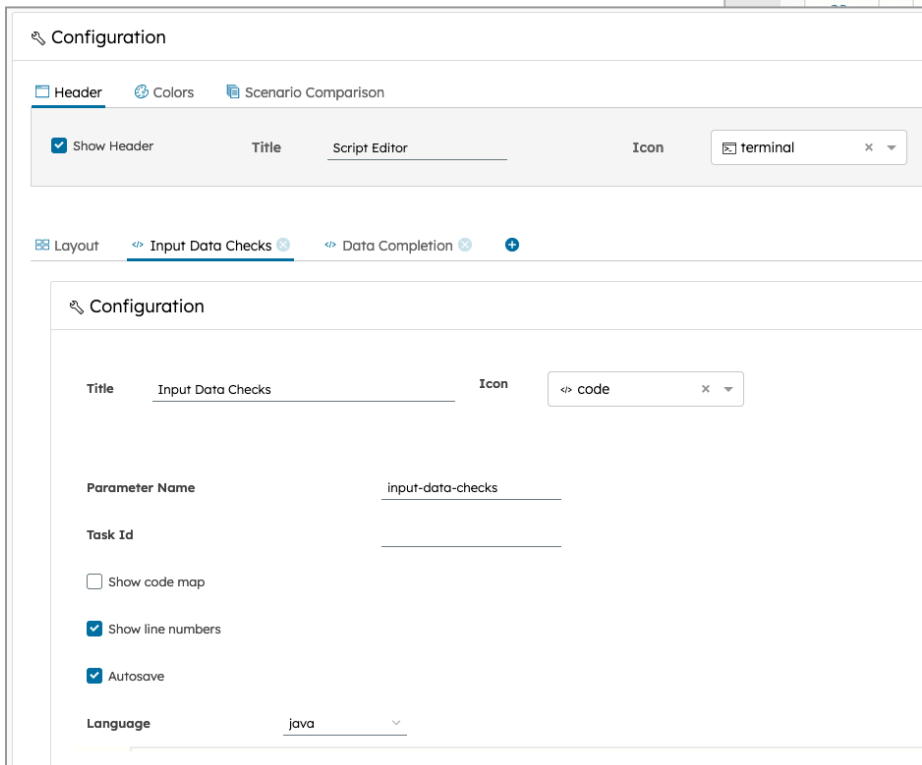 Configuration
Header Colors Scenario Comparison
Show Header Title Script Editor Icon terminal
Layout Input Data Checks Data Completion
Configuration
Title Input Data Checks Icon code
Parameter Name input-data-checks
Task Id
Show code map
Show line numbers
Autosave
Language java